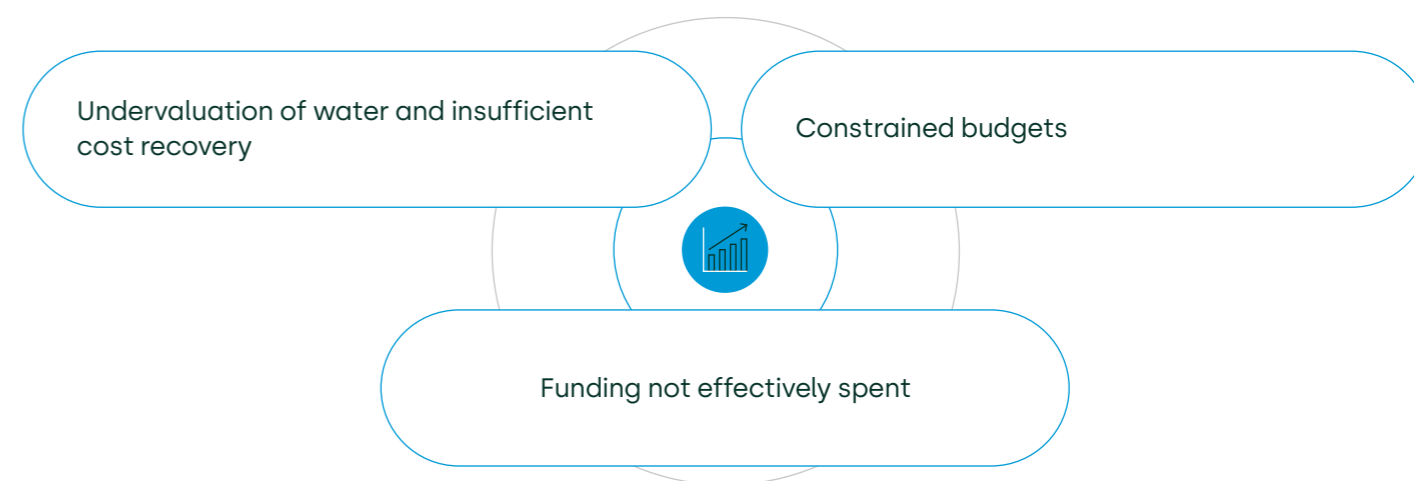 Undervaluation of water and insufficient
cost recovery
Constrained budgets
Funding not effectively spent